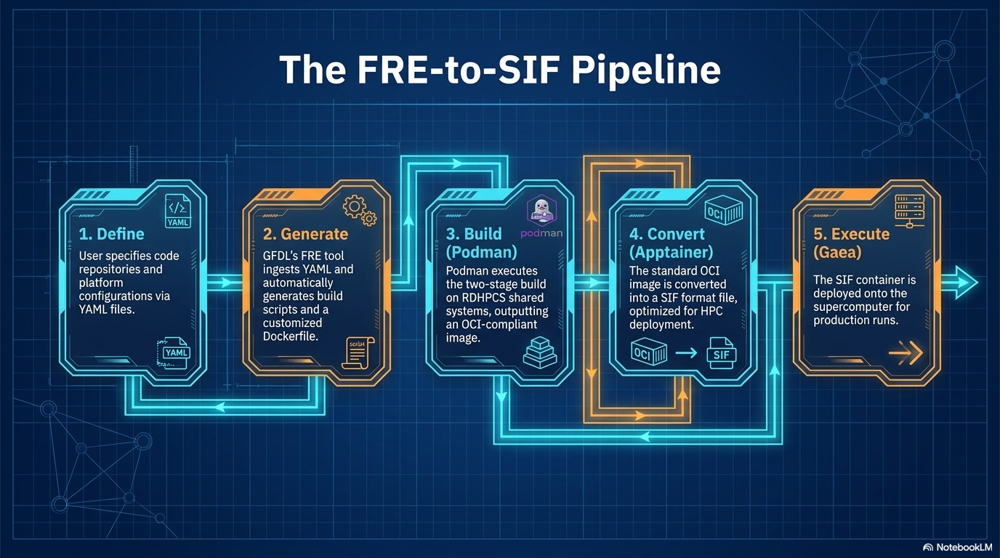 The FRE-to-SIF Pipeline
</>
YAML
1. Define
User specifies code
repositories and
platform
configurations via
YAML files.
YAML
2. Generate
GFDL's FRE tool
ingests YAML and
automatically
generates build
scripts and a
customized
Dockerfile.
podman
3. Build
(Podman)
Podman executes
the two-stage build
on RDHPCS shared
systems, outputting
an OCI-compliant
image.
OCI
4. Convert
(Apptainer)
The standard OCI
image is converted
into a SIF format file,
optimized for HPC
deployment.
OCI
SIF
5. Execute
(Gaea)
The SIF container is
deployed onto the
supercomputer for
production runs.
NotebookLM